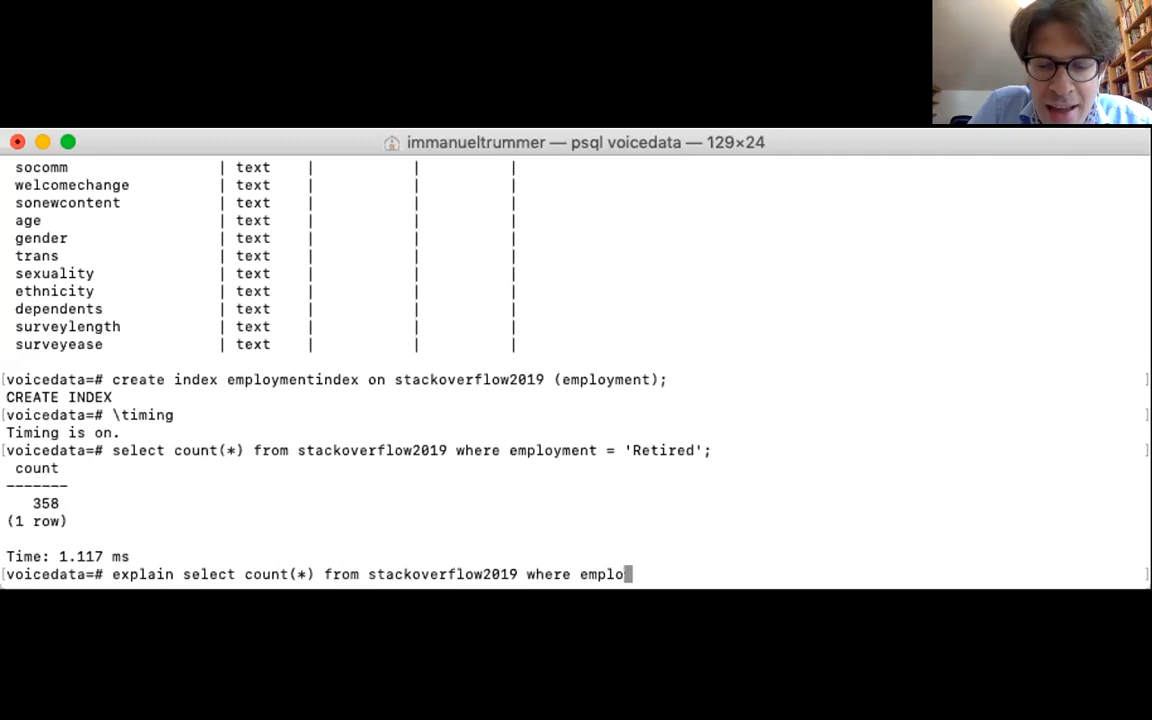 immanueltrummer — psql voicedata — 129×24
socomm | text | | |
welcomechange | text | | |
sonewcontent | text | | |
age | text | | |
gender | text | | |
trans | text | | |
sexuality | text | | |
ethnicity | text | | |
dependents | text | | |
surveylength | text | | |
surveyease | text | | |
[voicedata=# create index employmentindex on stackoverflow2019 (employment); ]
CREATE INDEX
[voicedata=# \timing ]
Timing is on.
[voicedata=# select count(*) from stackoverflow2019 where employment = 'Retired'; ]
count
-------
358
(1 row)
Time: 1.117 ms
[voicedata=# explain select count(*) from stackoverflow2019 where emplo ]